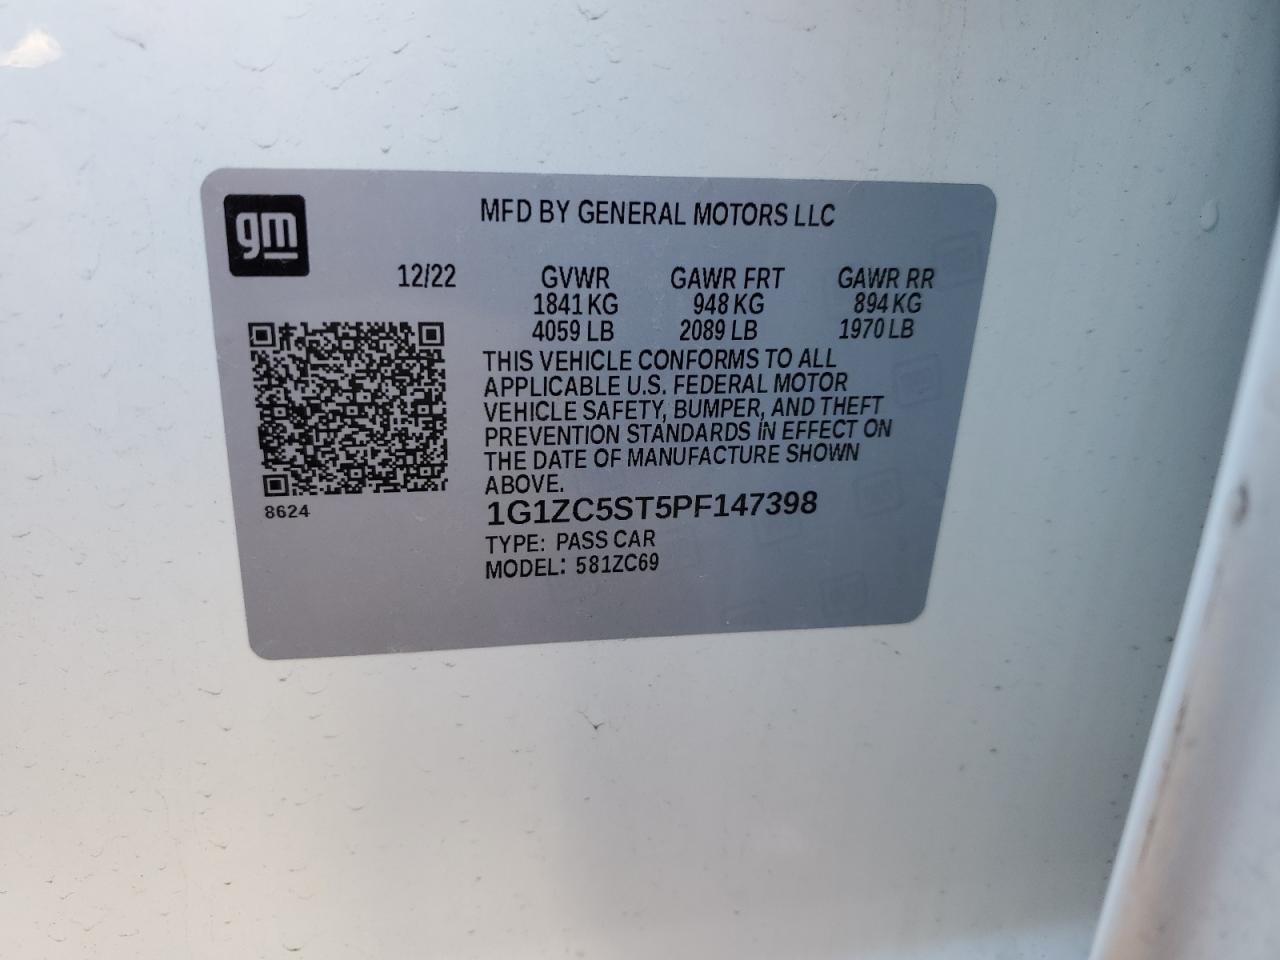 gm
MFD BY GENERAL MOTORS LLC
12/22 GVWR GAWR FRT GAWR RR
1841 KG 948 KG 894 KG
4059 LB 2089 LB 1970 LB
THIS VEHICLE CONFORMS TO ALL
APPLICABLE U.S. FEDERAL MOTOR
VEHICLE SAFETY, BUMPER, AND THEFT
PREVENTION STANDARDS IN EFFECT ON
THE DATE OF MANUFACTURE SHOWN
ABOVE.
8624
1G1ZC5ST5PF147398
TYPE: PASS CAR
MODEL: 581ZC69